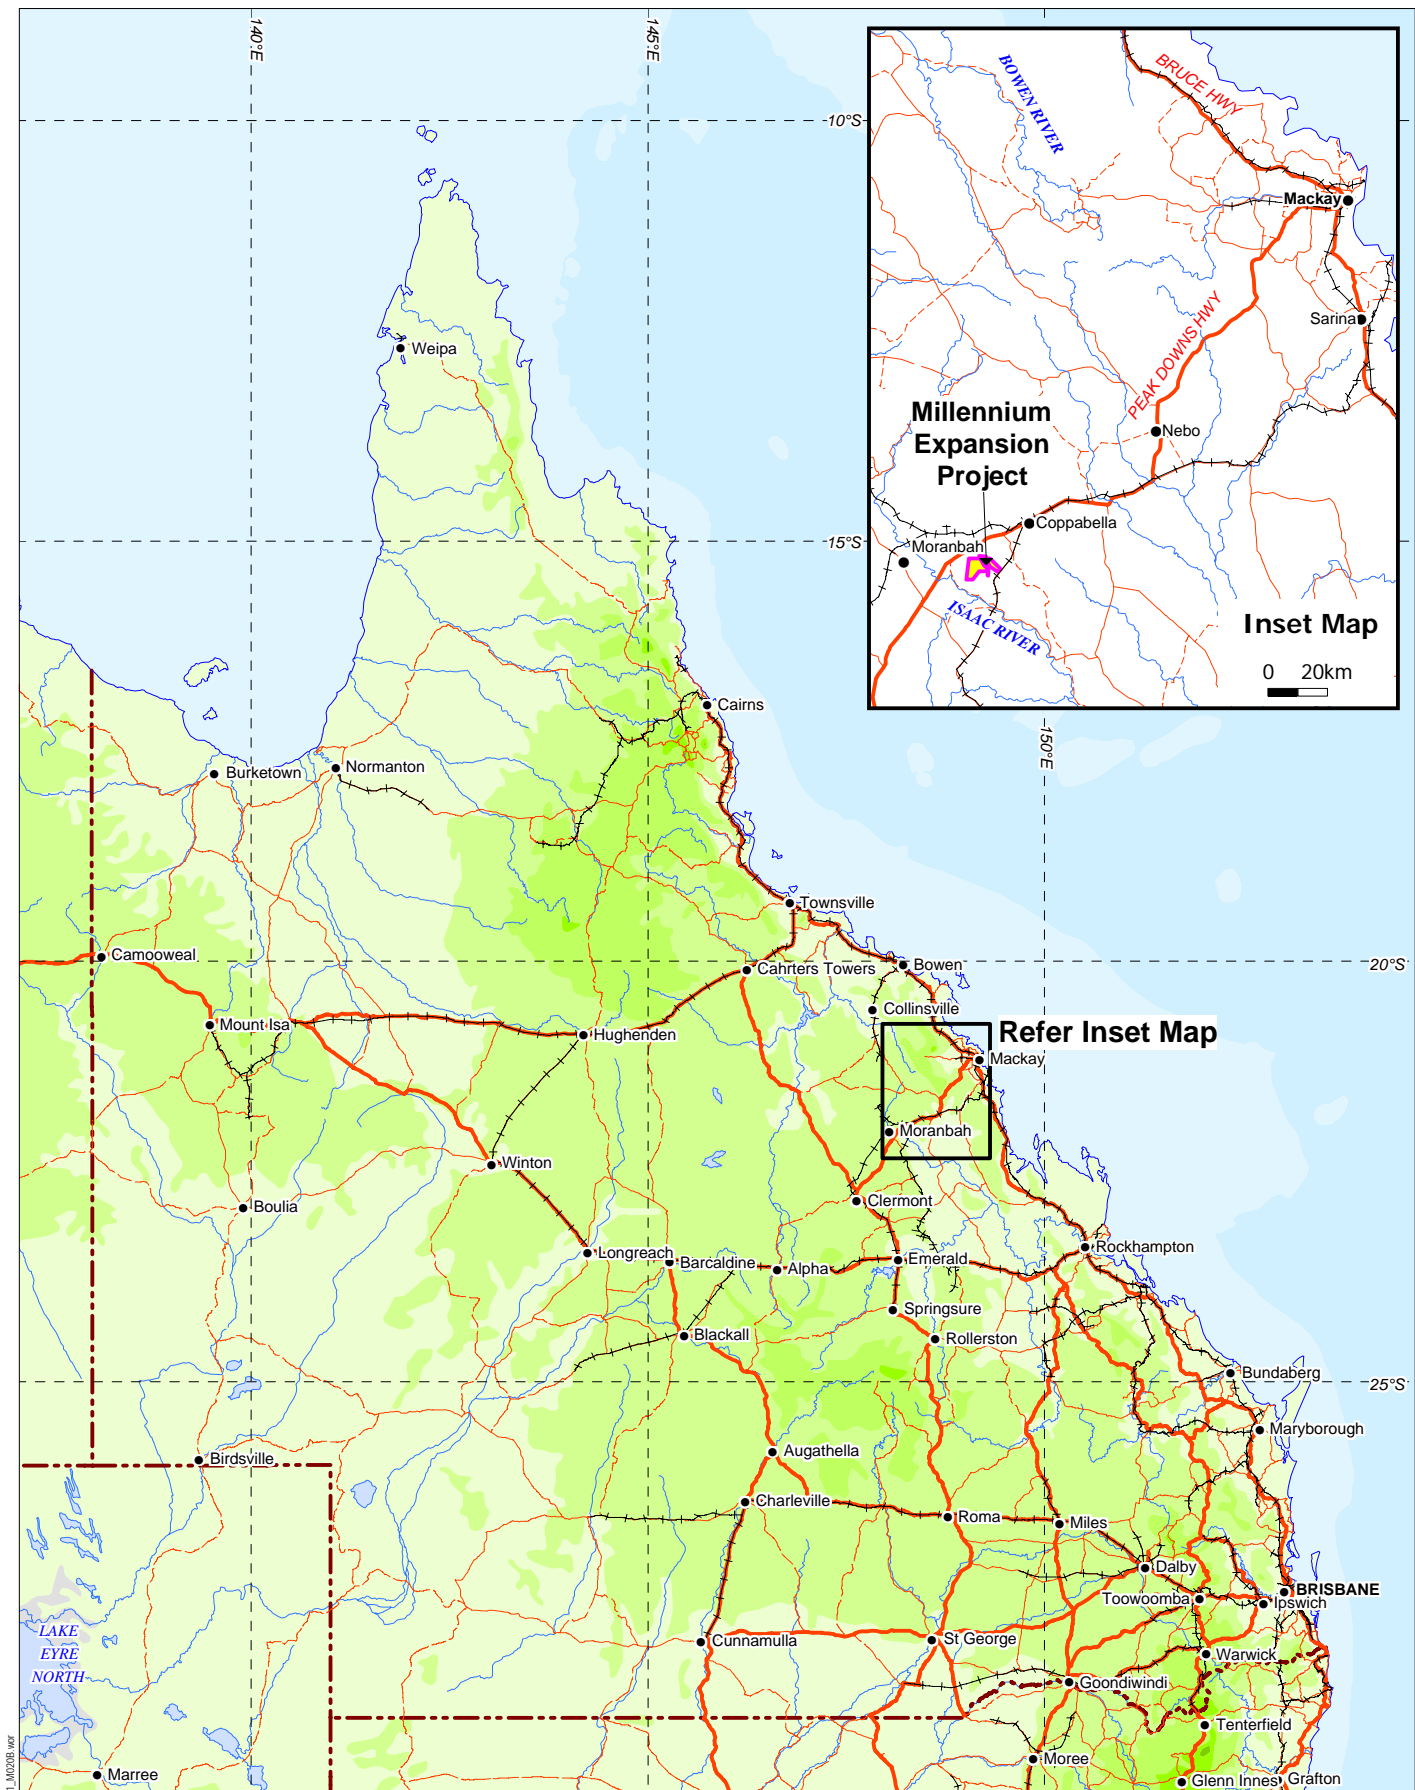 140°E
145°E
10°S
BOWEN RIVER
BRUCE HWY
Mackay
Sarina
PEAK DOWNS HWY
Millennium
Expansion
Project
Nebo
Coppabella
Moranbah
ISAAC RIVER
Inset Map
0 20km
Weipa
15°S
150°E
Cairns
Burketown
Normanton
Townsville
Camooweal
Cahrters Towers
Bowen
20°S
Collinsville
Mount Isa
Hughenden
Refer Inset Map
Mackay
Moranbah
Winton
Clermont
Boulia
Longreach
Barcaldine
Alpha
Emerald
Rockhampton
Springsure
Blackall
Rollerston
Bundaberg
25°S
Maryborough
Augathella
Birdsville
Charleville
Roma
Miles
Dalby
BRISBANE
Toowoomba
Ipswich
LAKE
EYRE
NORTH
Cunnamulla
St George
Warwick
Goondiwindi
Tenterfield
Moree
Marree
Glenn Innes
Grafton